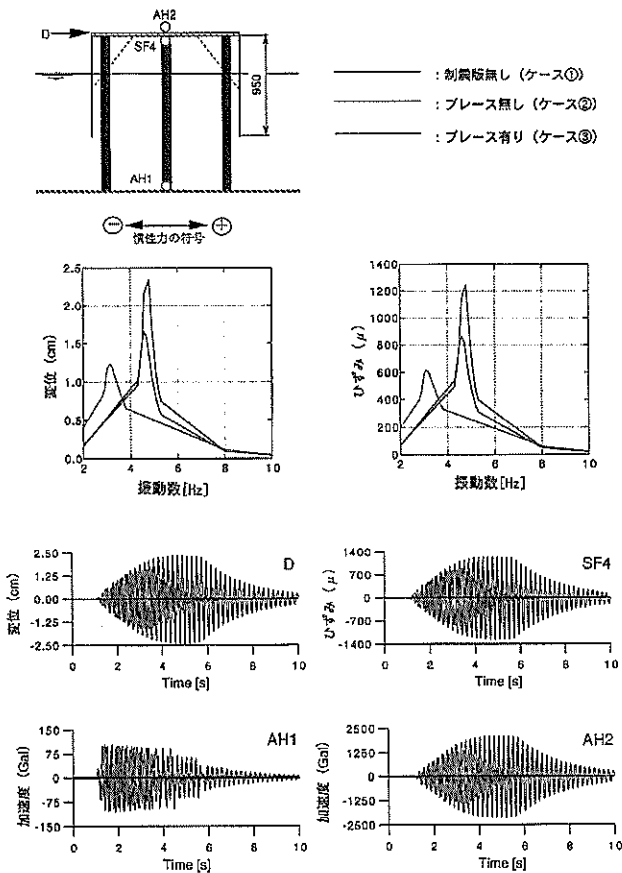 AH2
D
SF4
950
AH1
慣性力の符号
：制震版無し（ケース①）
：ブレース無し（ケース②）
：ブレース有り（ケース③）
変位 (cm)
2.5
2.0
1.5
1.0
0.5
0.0
2 4 6 8 10
振動数[Hz]
ひずみ (μ)
1400
1200
1000
800
600
400
200
0
2 4 6 8 10
振動数[Hz]
D
変位 (cm)
2.50
1.25
0.00
-1.25
-2.50
0 2 4 6 8 10
Time [s]
SF4
ひずみ (μ)
1400
700
0
-700
-1400
0 2 4 6 8 10
Time [s]
AH1
加速度 (Gal)
150
75
0
-75
-150
0 2 4 6 8 10
Time [s]
AH2
加速度 (Gal)
2500
1250
0
-1250
-2500
0 2 4 6 8 10
Time [s]